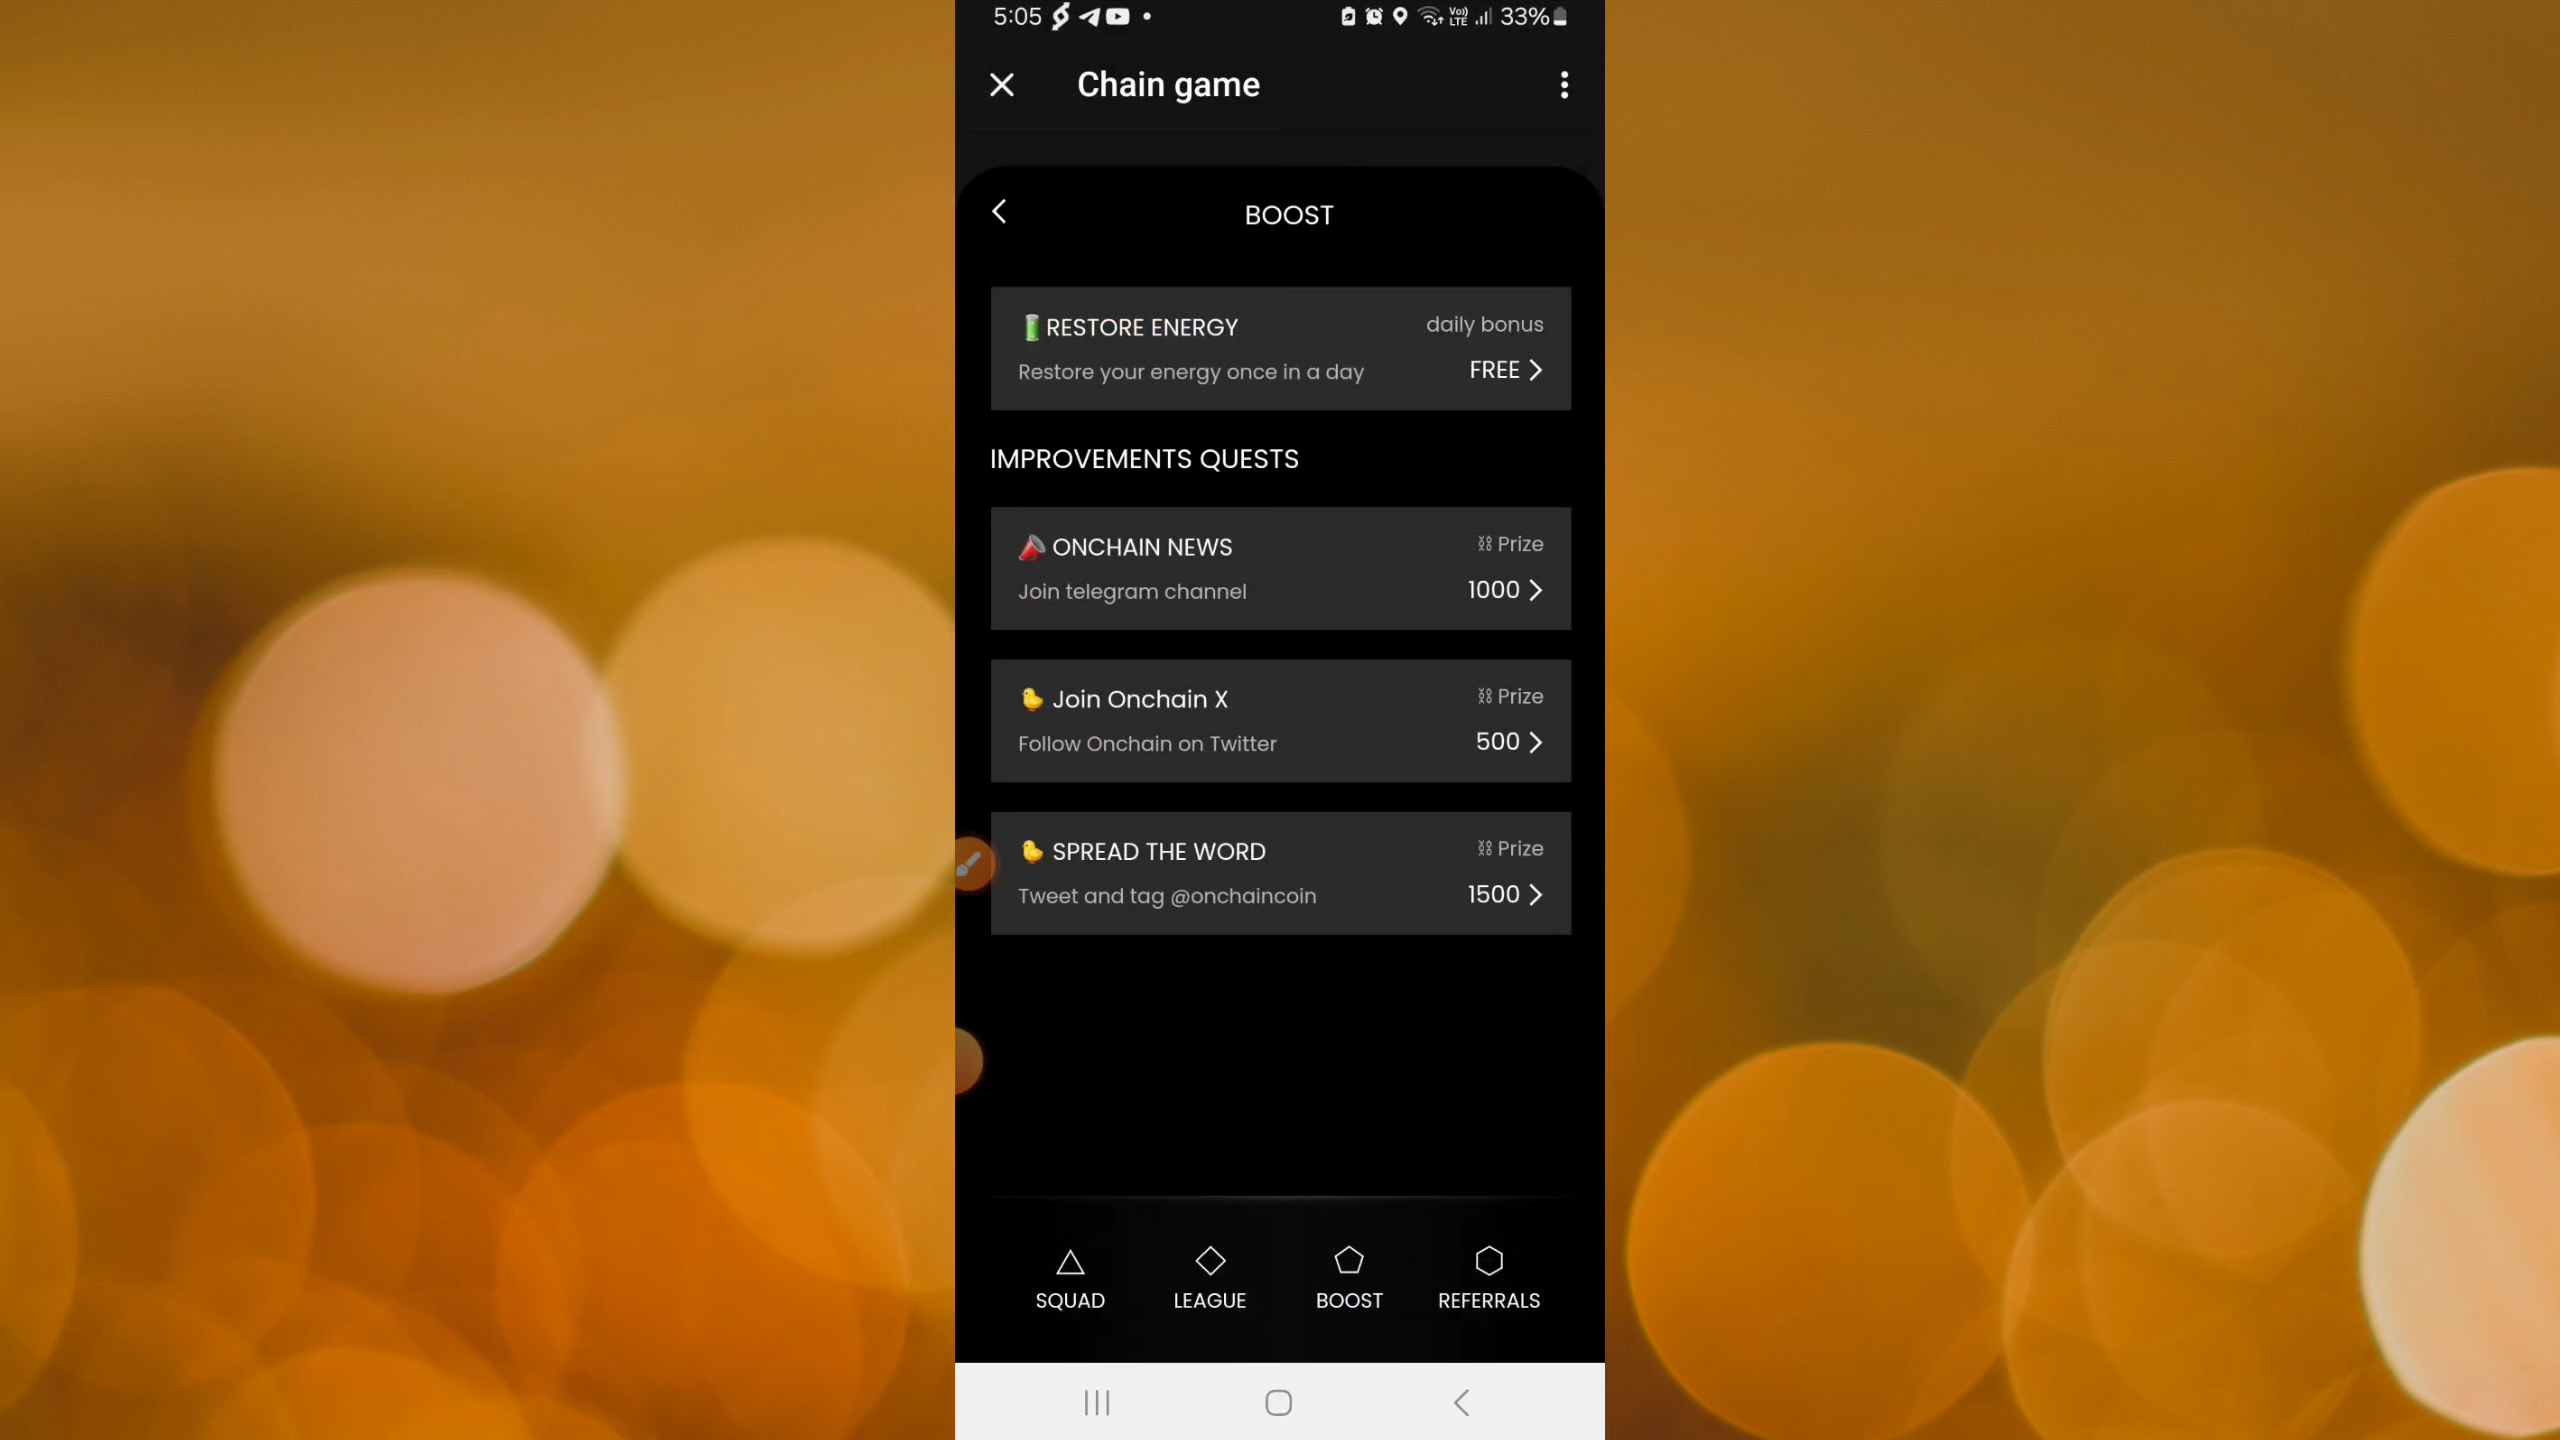 5:05
Vo))
LTE
33%
Chain game
BOOST
RESTORE ENERGY
daily bonus
Restore your energy once in a day
FREE
IMPROVEMENTS QUESTS
ONCHAIN NEWS
Prize
Join telegram channel
1000
Join Onchain X
Prize
Follow Onchain on Twitter
500
SPREAD THE WORD
Prize
Tweet and tag @onchaincoin
1500
SQUAD
LEAGUE
BOOST
REFERRALS